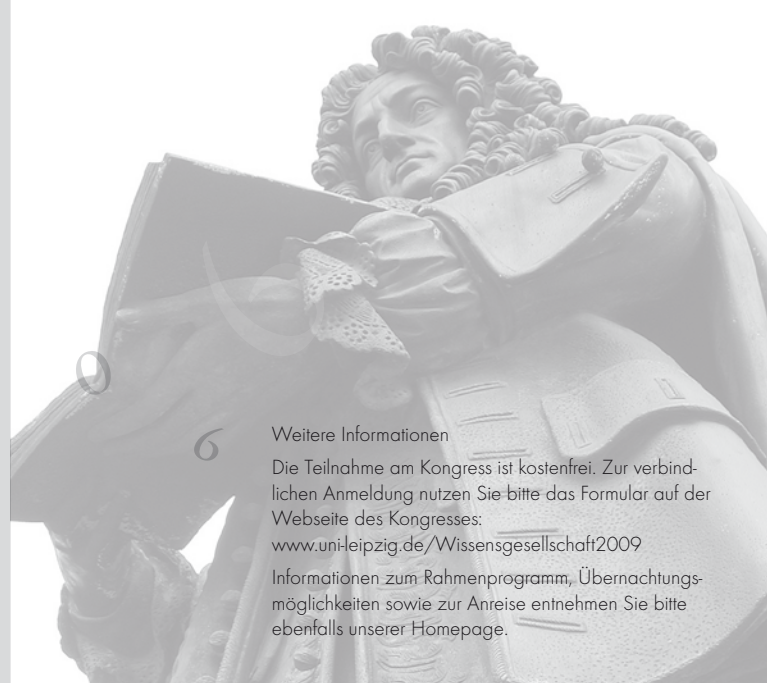 0
6
Weitere Informationen
Die Teilnahme am Kongress ist kostenfrei. Zur verbind-
lichen Anmeldung nutzen Sie bitte das Formular auf der
Webseite des Kongresses:
www.uni-leipzig.de/Wissensgesellschaft2009
Informationen zum Rahmenprogramm, Übernachtungs-
möglichkeiten sowie zur Anreise entnehmen Sie bitte
ebenfalls unserer Homepage.